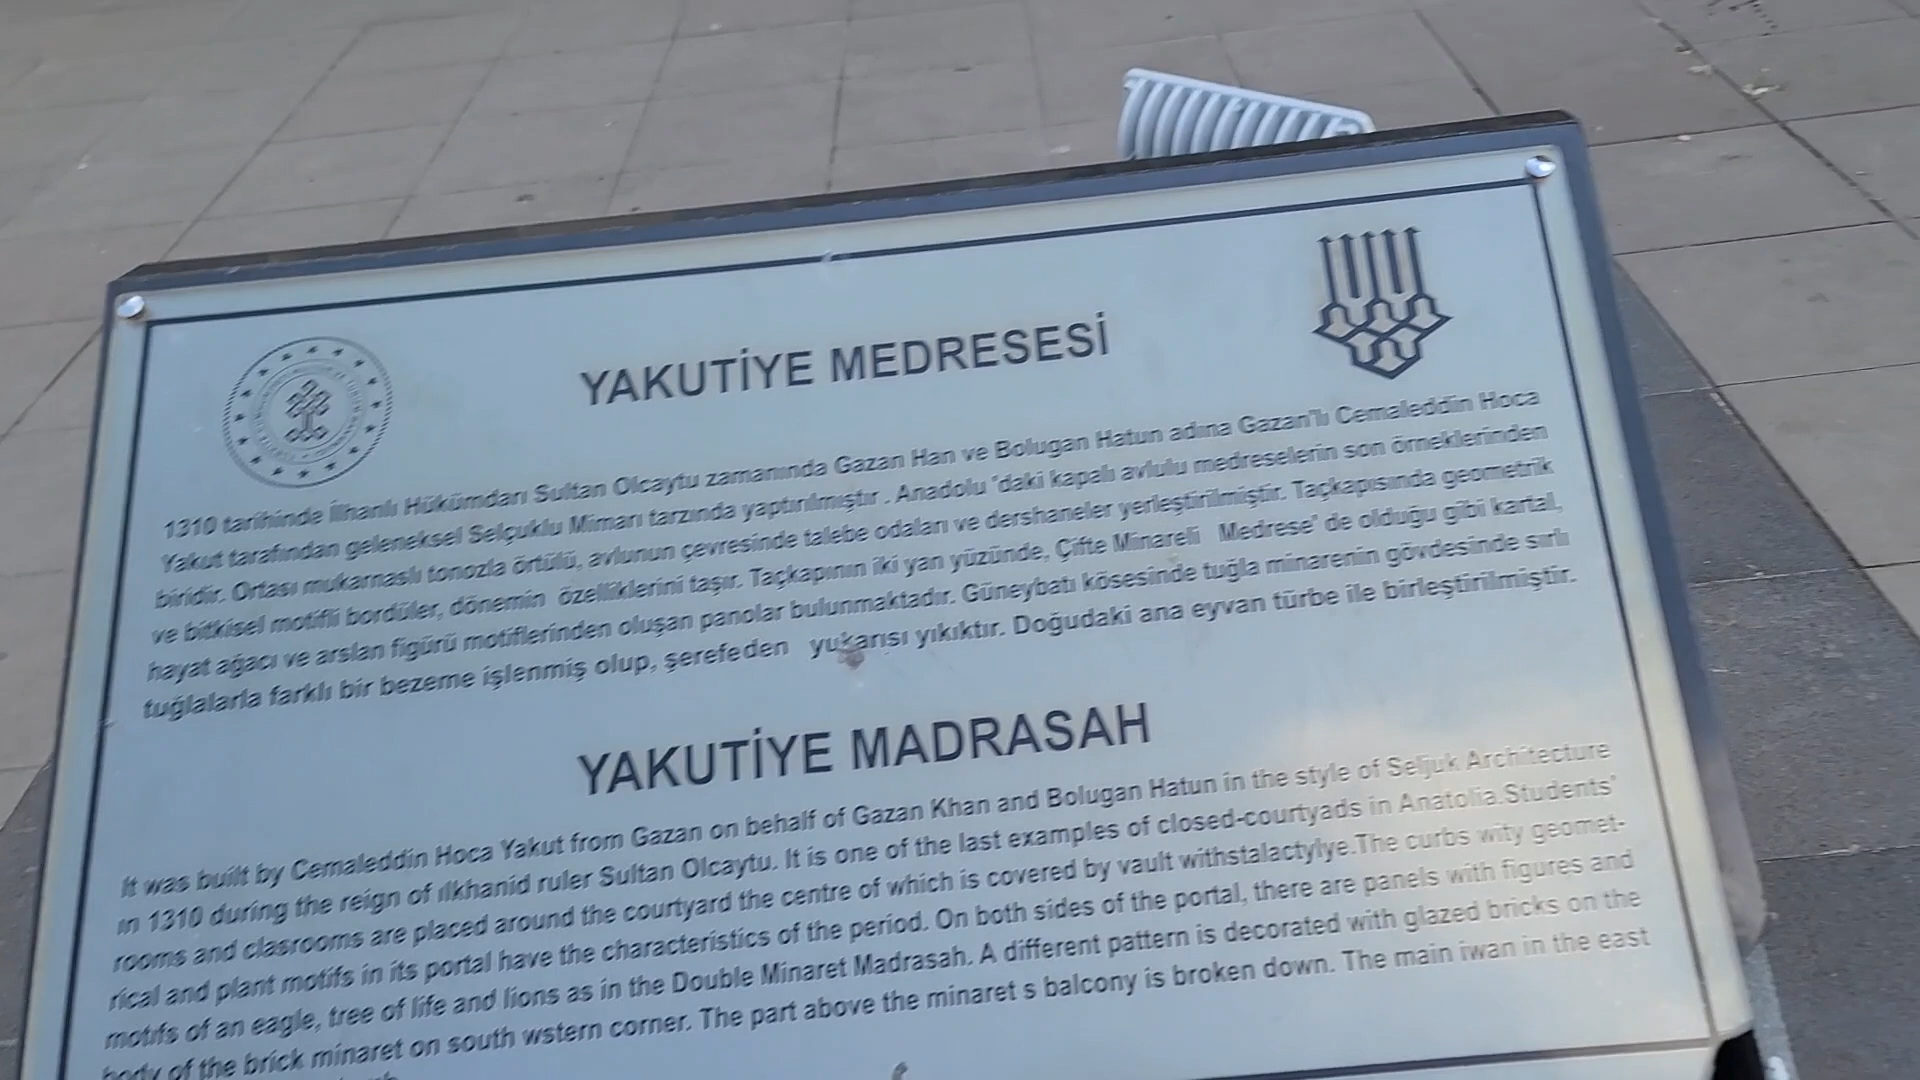 YAKUTİYE MEDRESESİ
1310 tarihinde İlhanlı Hükümdarı Sultan Olcaytu zamanında Gazan Han ve Bolugan Hatun adına Gazan'lı Cemaleddin Hoca
Yakut tarafından geleneksel Selçuklu Mimarı tarzında yaptırılmıştır . Anadolu 'daki kapalı avlulu medreselerin son örneklerinden
biridir. Ortası mukarnaslı tonozla örtülü, avlunun çevresinde talebe odaları ve dershaneler yerleştirilmiştir. Taçkapısında geometrik
ve bitkisel motifli bordüler, dönemin özelliklerini taşır. Taçkapının iki yan yüzünde, Çifte Minareli Medrese' de olduğu gibi kartal,
hayat ağacı ve arslan figürü motiflerinden oluşan panolar bulunmaktadır. Güneybatı kösesinde tuğla minarenin gövdesinde sırlı
tuğlalarla farklı bir bezeme işlenmiş olup, şerefeden yukarısı yıkıktır. Doğudaki ana eyvan türbe ile birleştirilmiştir.
YAKUTİYE MADRASAH
It was built by Cemaleddin Hoca Yakut from Gazan on behalf of Gazan Khan and Bolugan Hatun in the style of Seljuk Architecture
ın 1310 during the reign of ılkhanid ruler Sultan Olcaytu. It is one of the last examples of closed-courtyads in Anatolia.Students'
rooms and clasrooms are placed around the courtyard the centre of which is covered by vault withstalactylye.The curbs wity geomet-
rical and plant motifs in its portal have the characteristics of the period. On both sides of the portal, there are panels with figures and
motıfs of an eagle, tree of life and lions as in the Double Minaret Madrasah. A different pattern is decorated with glazed bricks on the
body of the brick minaret on south wstern corner. The part above the minaret s balcony is broken down. The main iwan in the east